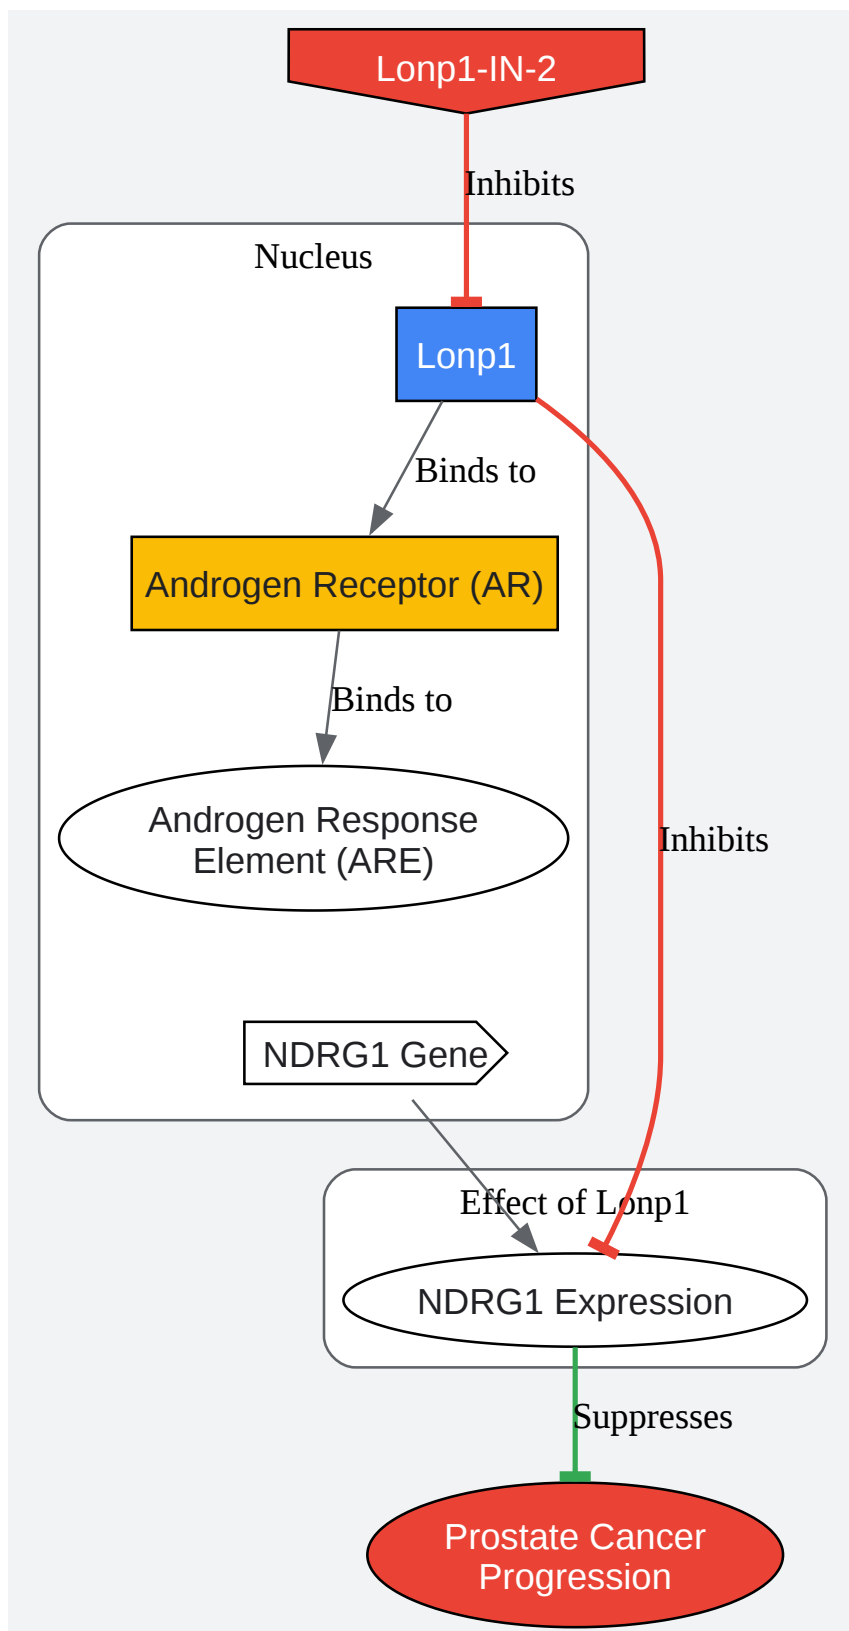 Lonp1-IN-2
Inhibits
Nucleus
Lonp1
Binds to
Androgen Receptor (AR)
Binds to
Androgen Response
Element (ARE)
Inhibits
NDRG1 Gene
Effect of Lonp1
NDRG1 Expression
Suppresses
Prostate Cancer
Progression